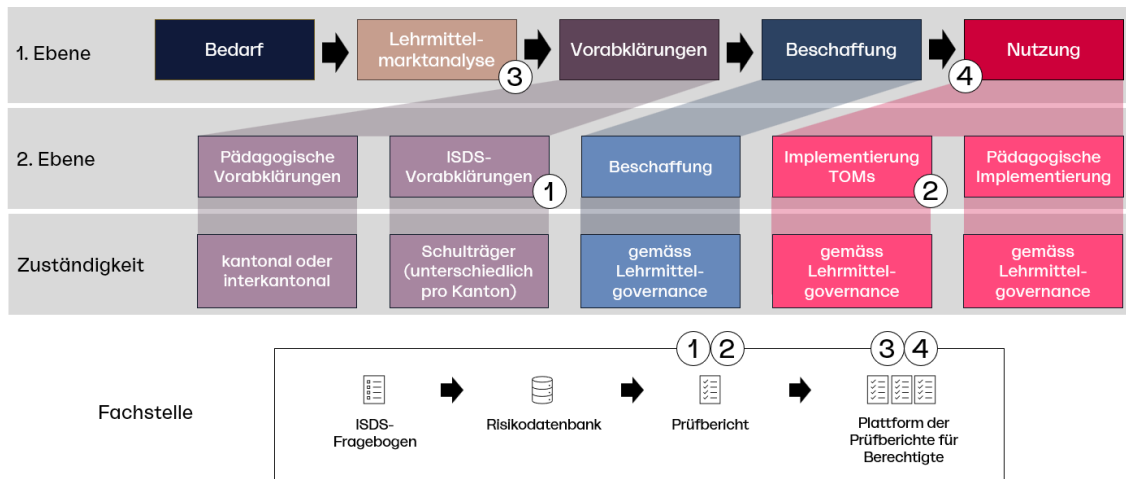 1. Ebene
Bedarf
Lehrmittel-
marktanalyse
3
Vorabklärungen
Beschaffung
4
Nutzung
2. Ebene
Pädagogische
Vorabklärungen
ISDS-
Vorabklärungen
1
Beschaffung
Implementierung
TOMs
2
Pädagogische
Implementierung
Zuständigkeit
kantonal oder
interkantonal
Schulträger
(unterschiedlich
pro Kanton)
gemäss
Lehrmittel-
governance
gemäss
Lehrmittel-
governance
gemäss
Lehrmittel-
governance
Fachstelle
ISDS-
Fragebogen
Risikodatenbank
1 2
Prüfbericht
3 4
Plattform der
Prüfberichte für
Berechtigte